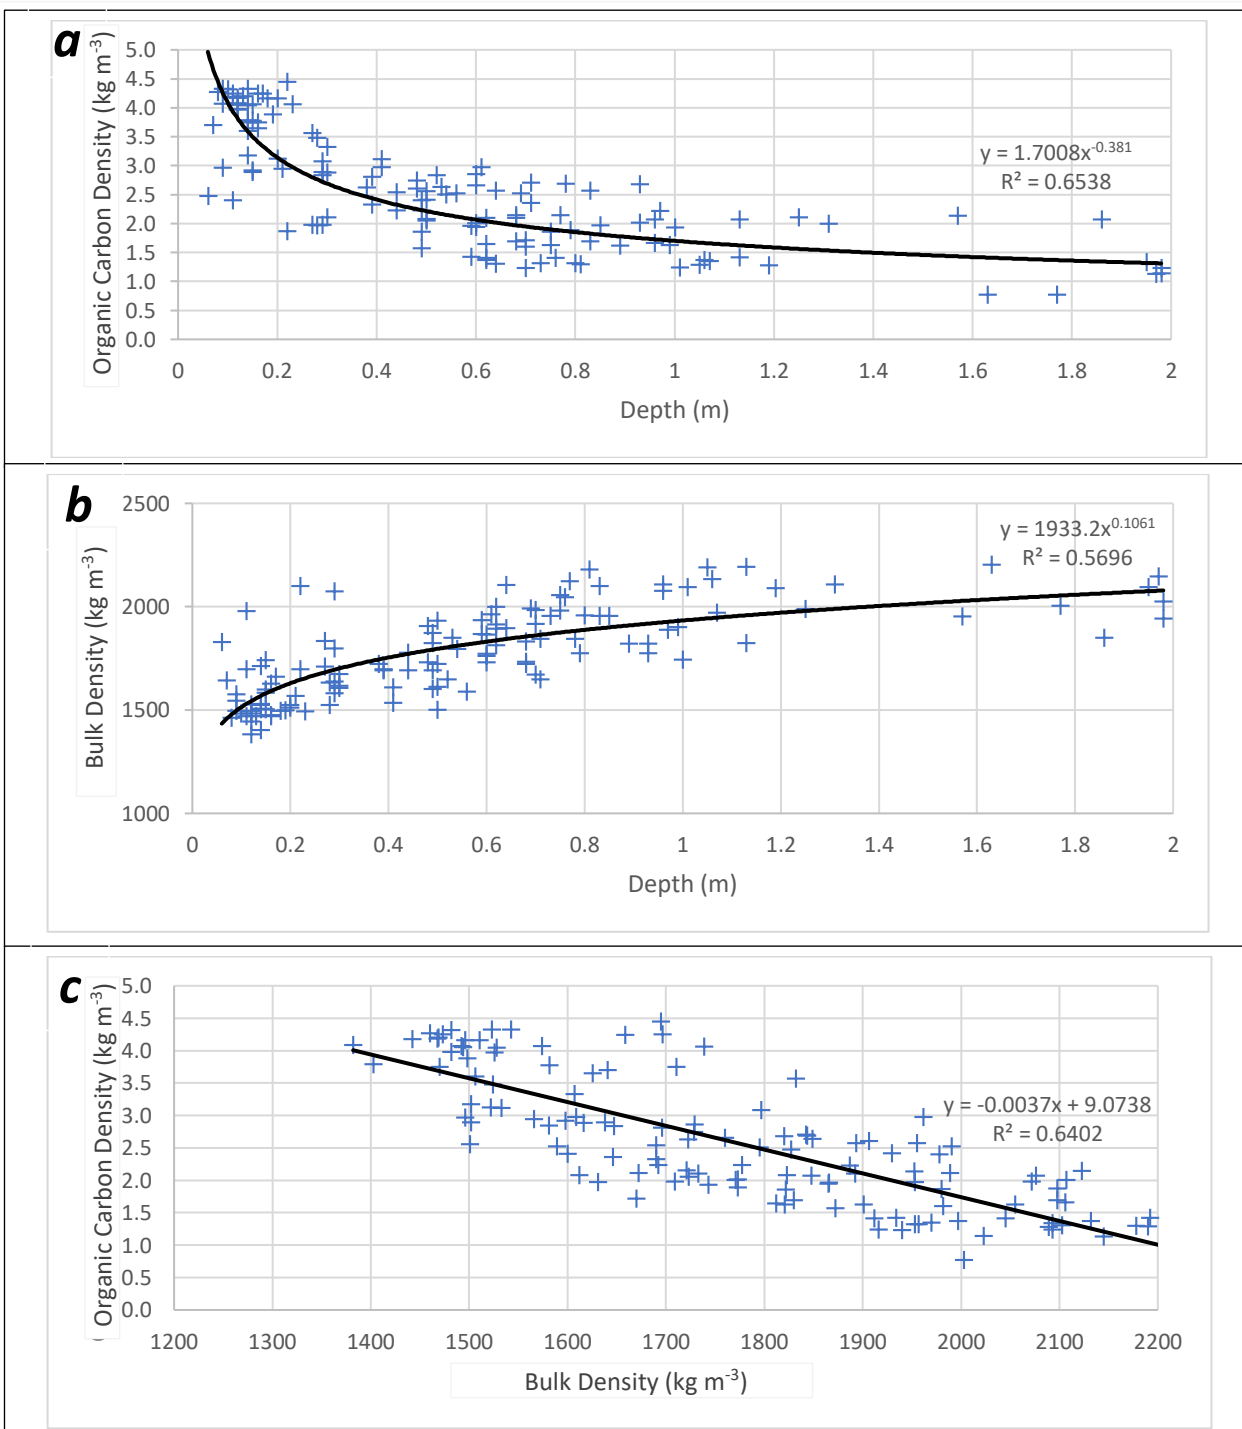 a
Organic Carbon Density (kg m⁻³)
5.0
4.5
4.0
3.5
3.0
2.5
2.0
1.5
1.0
0.5
0.0
y = 1.7008x⁻⁰·³⁸¹
R² = 0.6538
0 0.2 0.4 0.6 0.8 1 1.2 1.4 1.6 1.8 2
Depth (m)
b
Bulk Density (kg m⁻³)
2500
2000
1500
1000
y = 1933.2x⁰·¹⁰⁶¹
R² = 0.5696
0 0.2 0.4 0.6 0.8 1 1.2 1.4 1.6 1.8 2
Depth (m)
c
Organic Carbon Density (kg m⁻³)
5.0
4.5
4.0
3.5
3.0
2.5
2.0
1.5
1.0
0.5
0.0
y = -0.0037x + 9.0738
R² = 0.6402
1200 1300 1400 1500 1600 1700 1800 1900 2000 2100 2200
Bulk Density (kg m⁻³)